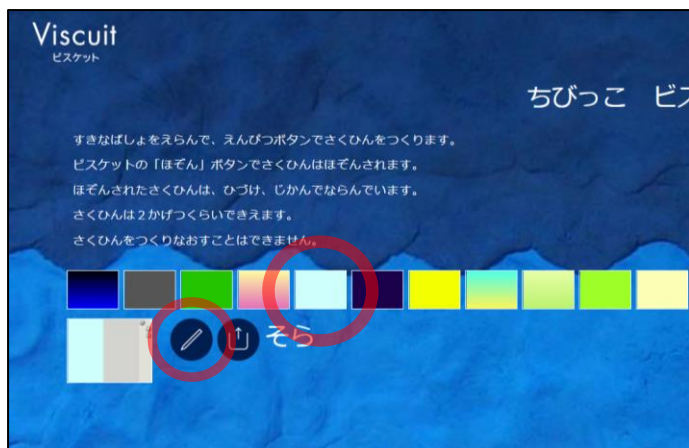 Viscuit
ビスケット
ちびっこ ビス
すきなばしょをえらんで、えんぴつボタンでさくひんをつくります。
ビスケットの「ほぞん」ボタンでさくひんはほぞんされます。
ほぞんされたさくひんは、ひづけ、じかんでならんでいます。
さくひんは２かげつくらいできえます。
さくひんをつくりなおすことはできません。
そら